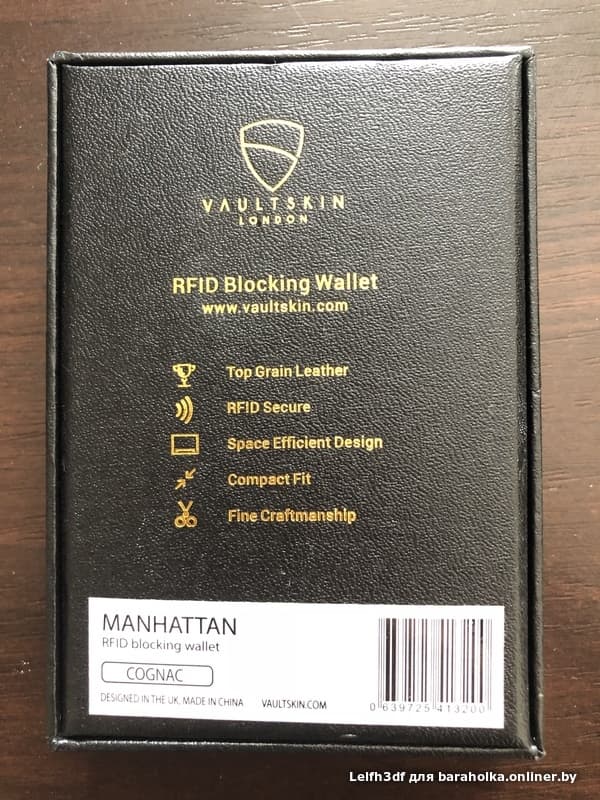 VAULTSKIN
LONDON
RFID Blocking Wallet
www.vaultskin.com
Top Grain Leather
RFID Secure
Space Efficient Design
Compact Fit
Fine Craftmanship
MANHATTAN
RFID blocking wallet
COGNAC
DESIGNED IN THE UK, MADE IN CHINA VAULTSKIN.COM
0 639725 413200
Leifh3df для baraholka.onliner.by